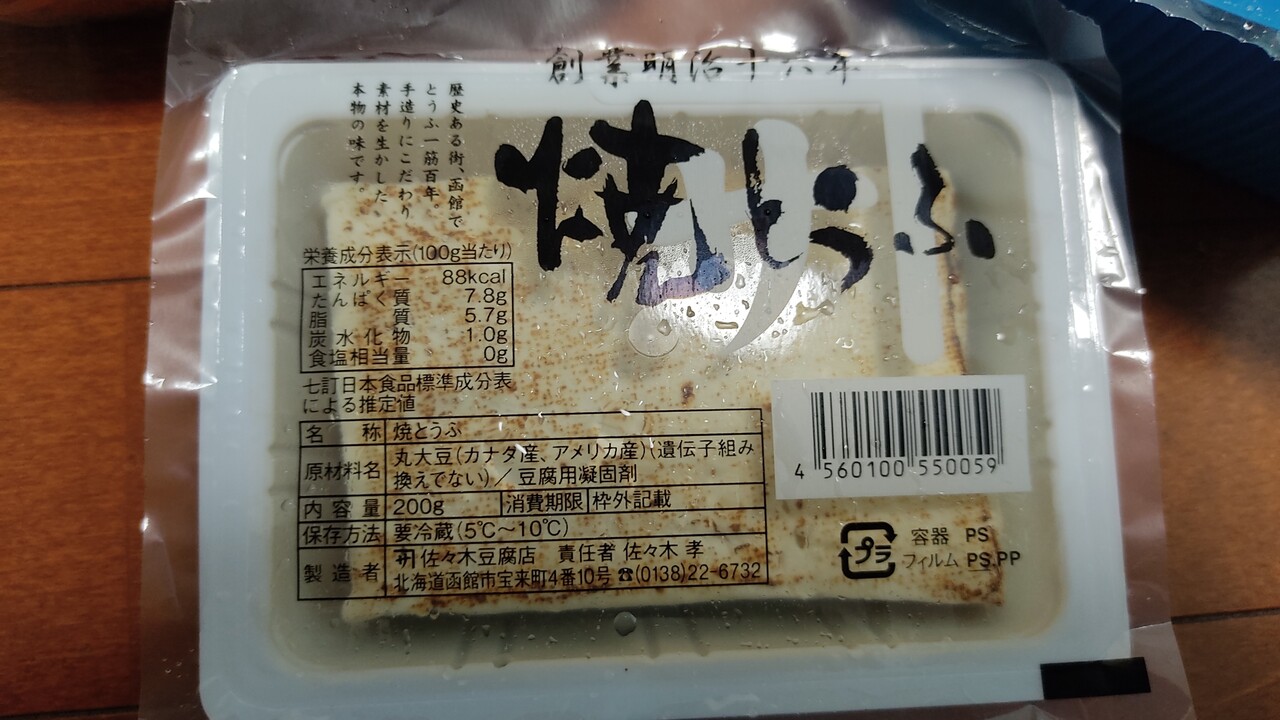 創業明治十六年
焼とうふ
歴史ある街、函館で
とうふ一筋百年。
手造りにこだわり
素材を生かした
本物の味です。
栄養成分表示(100g当たり)
エネルギー 88kcal
たんぱく質 7.8g
脂質 5.7g
炭水化物 1.0g
食塩相当量 0g
七訂日本食品標準成分表
による推定値
名称 焼とうふ
原材料名 丸大豆(カナダ産、アメリカ産)(遺伝子組み
換えでない)／豆腐用凝固剤
内容量 200g 消費期限 枠外記載
保存方法 要冷蔵(5℃〜10℃)
製造者 佐々木豆腐店 責任者 佐々木 孝
北海道函館市宝来町4番10号 ☎(0138)22-6732
4 560100 550059
プラ
容器 PS
フィルム PS.PP